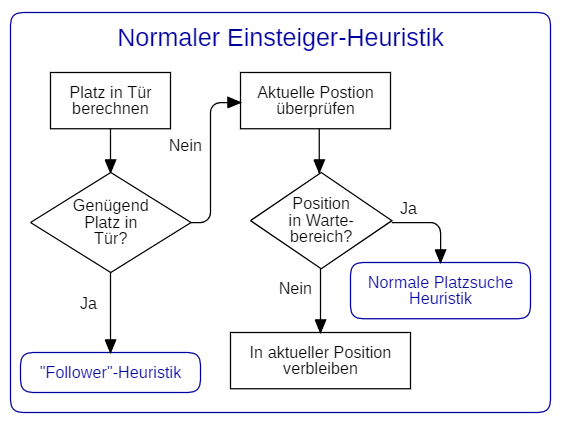 Normaler Einsteiger-Heuristik
Platz in Tür
berechnen
Aktuelle Postion
überprüfen
Nein
Genügend
Platz in
Tür?
Position
in Warte-
bereich?
Ja
Normale Platzsuche
Heuristik
Ja
Nein
"Follower"-Heuristik
In aktueller Position
verbleiben